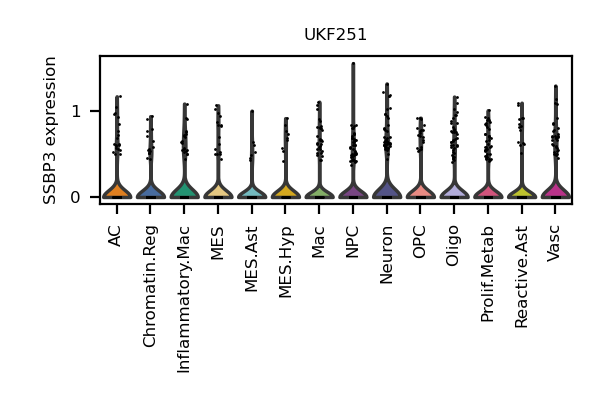 UKF251
SSBP3 expression
1
0
AC
Chromatin.Reg
Inflammatory.Mac
MES
MES.Ast
MES.Hyp
Mac
NPC
Neuron
OPC
Oligo
Prolif.Metab
Reactive.Ast
Vasc